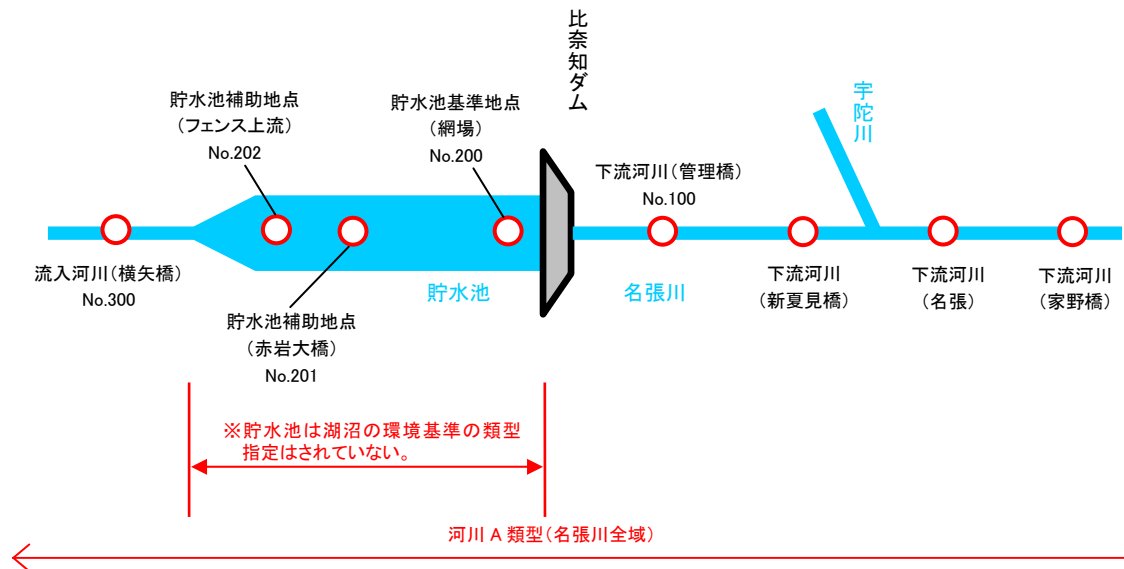 比奈知ダム
宇陀川
貯水池補助地点
(フェンス上流)
No.202
貯水池基準地点
(網場)
No.200
下流河川(管理橋)
No.100
流入河川(横矢橋)
No.300
貯水池補助地点
(赤岩大橋)
No.201
貯水池
名張川
下流河川
(新夏見橋)
下流河川
(名張)
下流河川
(家野橋)
※貯水池は湖沼の環境基準の類型
指定はされていない。
河川 A 類型(名張川全域)